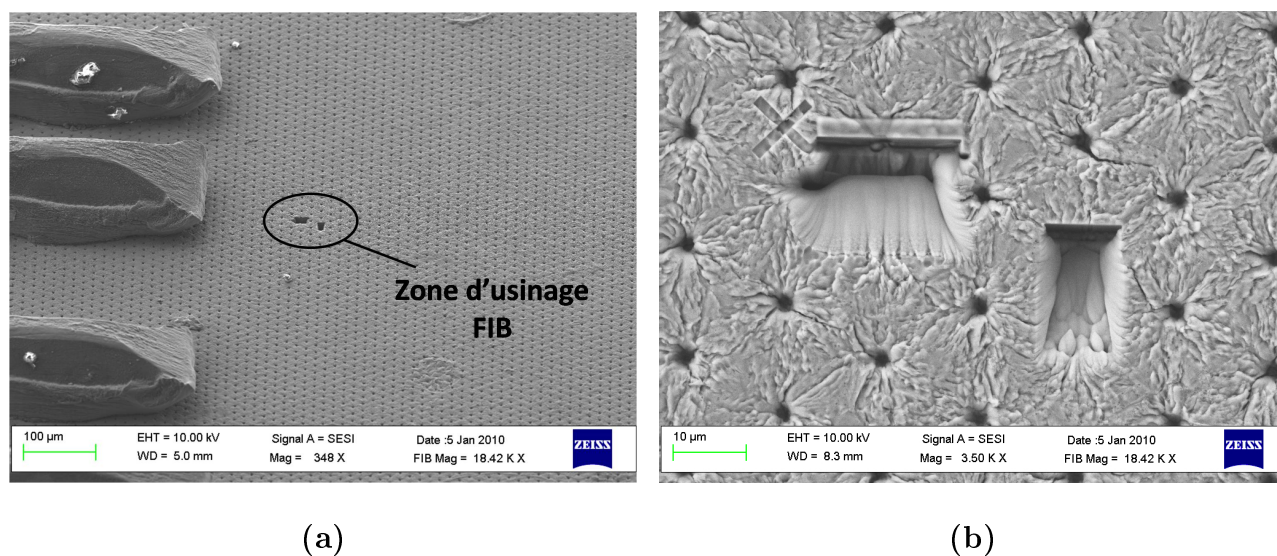 Zone d'usinage
FIB
100 µm
EHT = 10.00 kV
WD = 5.0 mm
Signal A = SESI
Mag = 348 X
Date :5 Jan 2010
FIB Mag = 18.42 K X
ZEISS
10 µm
EHT = 10.00 kV
WD = 8.3 mm
Signal A = SESI
Mag = 3.50 K X
Date :5 Jan 2010
FIB Mag = 18.42 K X
ZEISS
(a)
(b)